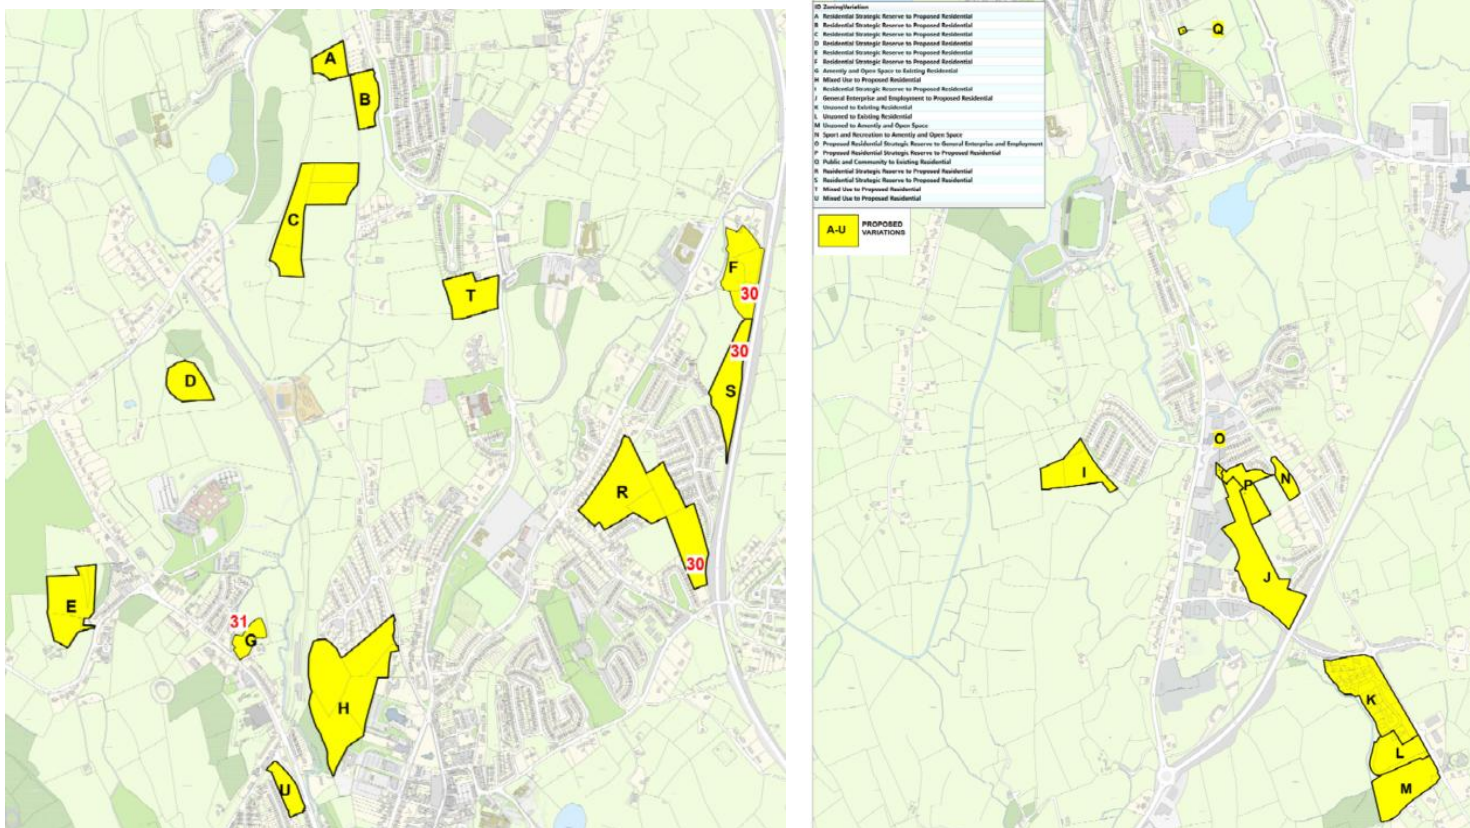 A
B
C
T
F
30
30
S
D
R
30
E
31
G
H
U
ID ZoningVariation
A Residential Strategic Reserve to Proposed Residential
B Residential Strategic Reserve to Proposed Residential
C Residential Strategic Reserve to Proposed Residential
D Residential Strategic Reserve to Proposed Residential
E Residential Strategic Reserve to Proposed Residential
F Residential Strategic Reserve to Proposed Residential
G Amentiy and Open Space to Existing Residential
H Mixed Use to Proposed Residential
I Residential Strategic Reserve to Proposed Residential
J General Enterprise and Employment to Proposed Residential
K Unzoned to Existing Residential
L Unzoned to Existing Residential
M Unzoned to Amentiy and Open Space
N Sport and Recreation to Amentiy and Open Space
O Proposed Residential Strategic Reserve to General Enterprise and Employment
P Proposed Residential Strategic Reserve to Proposed Residential
Q Public and Community to Existing Residential
R Residential Strategic Reserve to Proposed Residential
S Residential Strategic Reserve to Proposed Residential
T Mixed Use to Proposed Residential
U Mixed Use to Proposed Residential
A-U PROPOSED
VARIATIONS
Q
O
I
P
N
J
K
L
M